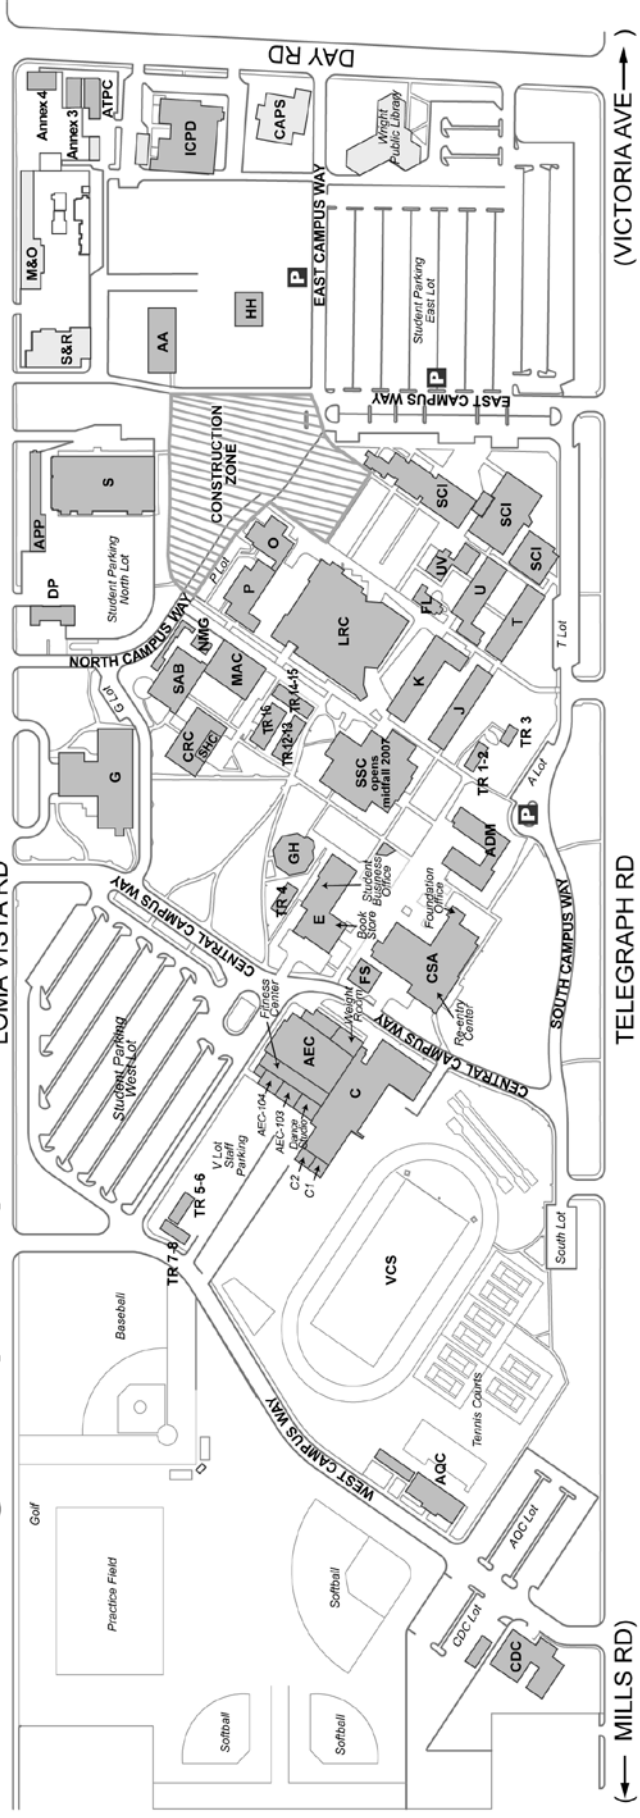 LOMA VISTA RD
DAY RD
(VICTORIA AVE
)
TELEGRAPH RD
(
MILLS RD)
Annex 4
Annex 3
ATPC
ICPD
CAPS
Wright
Public Library
M&O
S&R
AA
HH
P
EAST CAMPUS WAY
Student Parking
East Lot
P
EAST CAMPUS WAY
CONSTRUCTION
ZONE
APP
S
DP
Student Parking
North Lot
NORTH CAMPUS WAY
P Lot
G Lot
O
P
NMG
SAB
MAC
CRC
SHC
LRC
TR 14-15
TR 16
TR 12-13
SCI
SCI
SCI
UV
FL
U
T
K
J
T Lot
TR 3
TR 1-2
A Lot
P
SSC
opens
midfall 2007
ADM
G
GH
TR 4
E
Student
Business
Office
Book
Store
Foundation
Office
CSA
FS
Re-entry
Center
CENTRAL CAMPUS WAY
SOUTH CAMPUS WAY
CENTRAL CAMPUS WAY
Fitness
Center
Weight
Room
AEC
C
AEC-104
AEC-103
Dance
Studio
C2
C1
Student Parking
West Lot
V Lot
Staff
Parking
TR 5-6
TR 7-8
VCS
South Lot
Baseball
WEST CAMPUS WAY
Tennis Courts
AQC
AQC Lot
CDC Lot
CDC
Golf
Practice Field
Softball
Softball
Softball